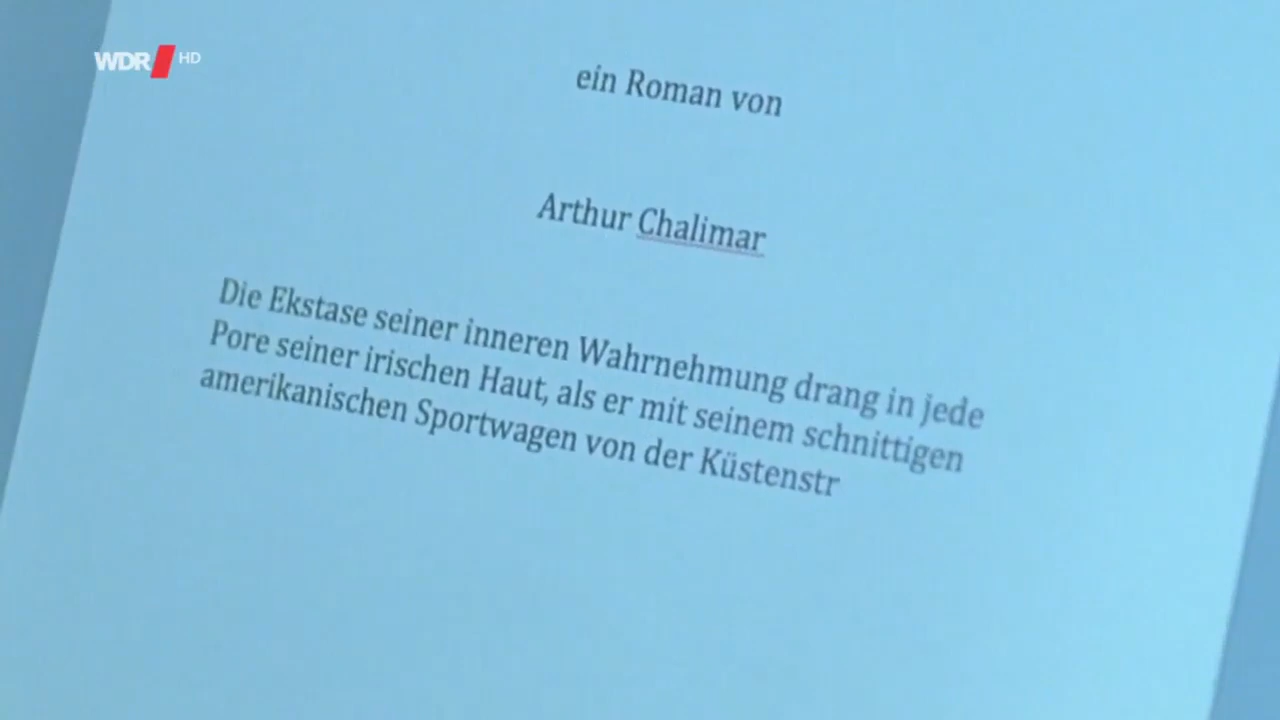 WDR HD
ein Roman von
Arthur Chalimar
Die Ekstase seiner inneren Wahrnehmung drang in jede
Pore seiner irischen Haut, als er mit seinem schnittigen
amerikanischen Sportwagen von der Küstenstr